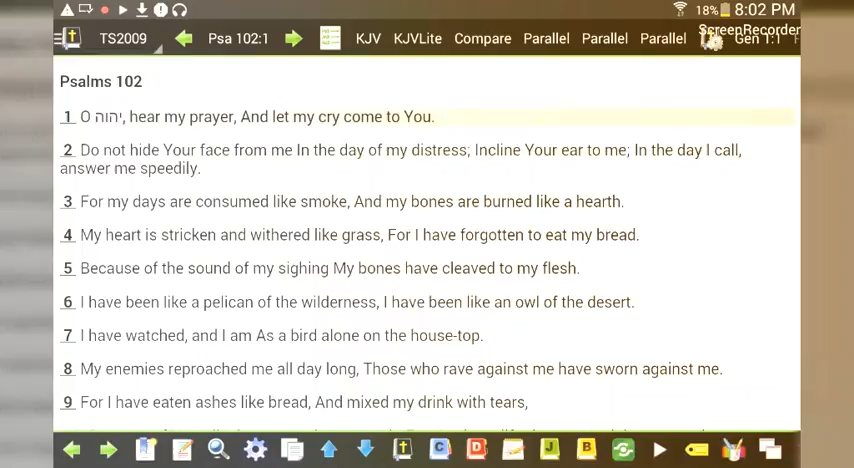 18% 8:02 PM
ScreenRecorder
TS2009 Psa 102:1 KJV KJVLite Compare Parallel Parallel Parallel Gen 1:1
Psalms 102
1 O יהוה, hear my prayer, And let my cry come to You.
2 Do not hide Your face from me In the day of my distress; Incline Your ear to me; In the day I call,
answer me speedily.
3 For my days are consumed like smoke, And my bones are burned like a hearth.
4 My heart is stricken and withered like grass, For I have forgotten to eat my bread.
5 Because of the sound of my sighing My bones have cleaved to my flesh.
6 I have been like a pelican of the wilderness, I have been like an owl of the desert.
7 I have watched, and I am As a bird alone on the house-top.
8 My enemies reproached me all day long, Those who rave against me have sworn against me.
9 For I have eaten ashes like bread, And mixed my drink with tears,
C D J B